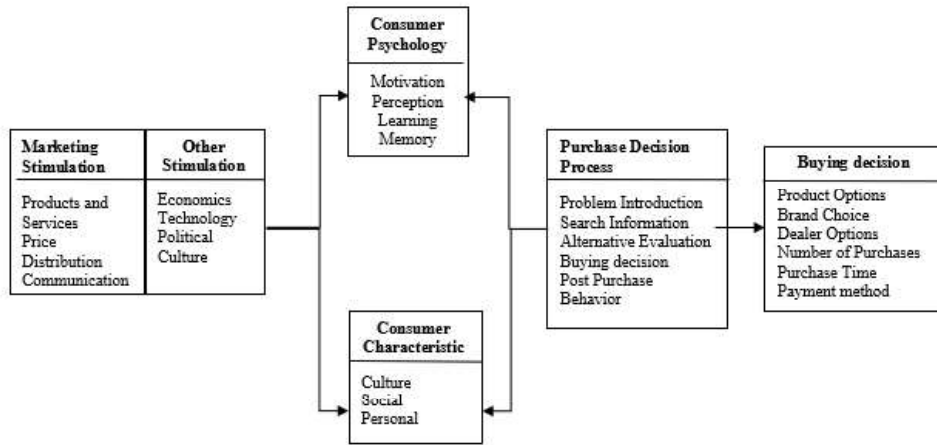 Consumer
Psychology
Motivation
Perception
Learning
Memory
Marketing
Stimulation
Products and
Services
Price
Distribution
Communication
Other
Stimulation
Economics
Technology
Political
Culture
Consumer
Characteristic
Culture
Social
Personal
Purchase Decision
Process
Problem Introduction
Search Information
Alternative Evaluation
Buying decision
Post Purchase
Behavior
Buying decision
Product Options
Brand Choice
Dealer Options
Number of Purchases
Purchase Time
Payment method